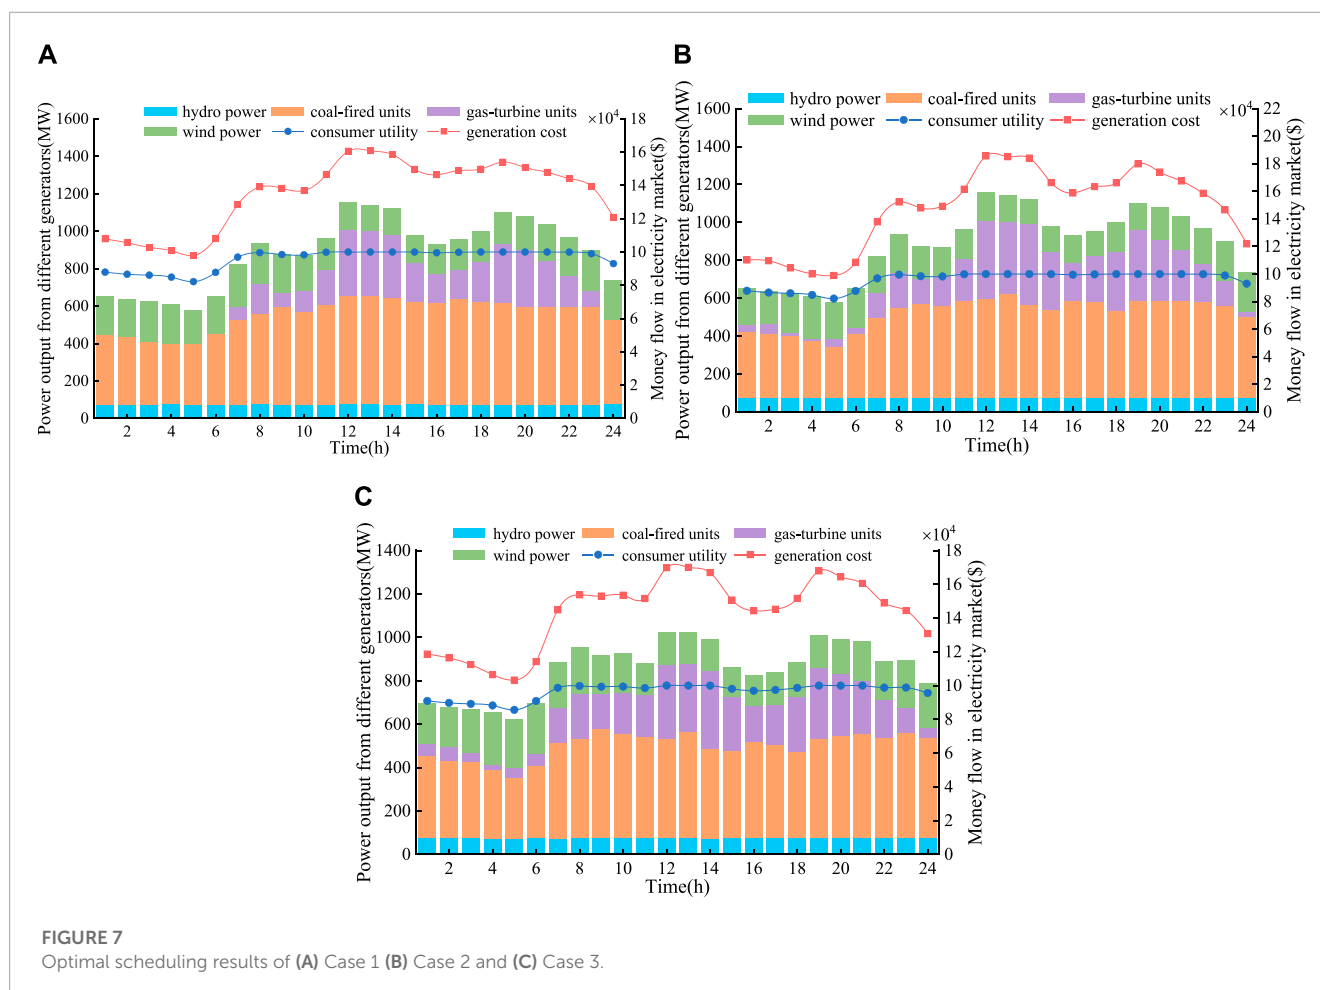 A
hydro power coal-fired units gas-turbine units
wind power consumer utility generation cost
×10⁴
Power output from different generators(MW)
1600
1400
1200
1000
800
600
400
200
0
2 4 6 8 10 12 14 16 18 20 22 24
Time(h)
18
16
14
12
10
8
6
4
2
0
Money flow in electricity market($)
B
hydro power coal-fired units gas-turbine units
wind power consumer utility generation cost
×10⁴
Power output from different generators(MW)
1600
1400
1200
1000
800
600
400
200
0
2 4 6 8 10 12 14 16 18 20 22 24
Time(h)
22
20
18
16
14
12
10
8
6
4
2
0
Money flow in electricity market($)
C
hydro power coal-fired units gas-turbine units
wind power consumer utility generation cost
×10⁴
Power output from different generators(MW)
1400
1200
1000
800
600
400
200
0
2 4 6 8 10 12 14 16 18 20 22 24
Time(h)
18
16
14
12
10
8
6
4
2
0
Money flow in electricity market($)
FIGURE 7
Optimal scheduling results of (A) Case 1 (B) Case 2 and (C) Case 3.